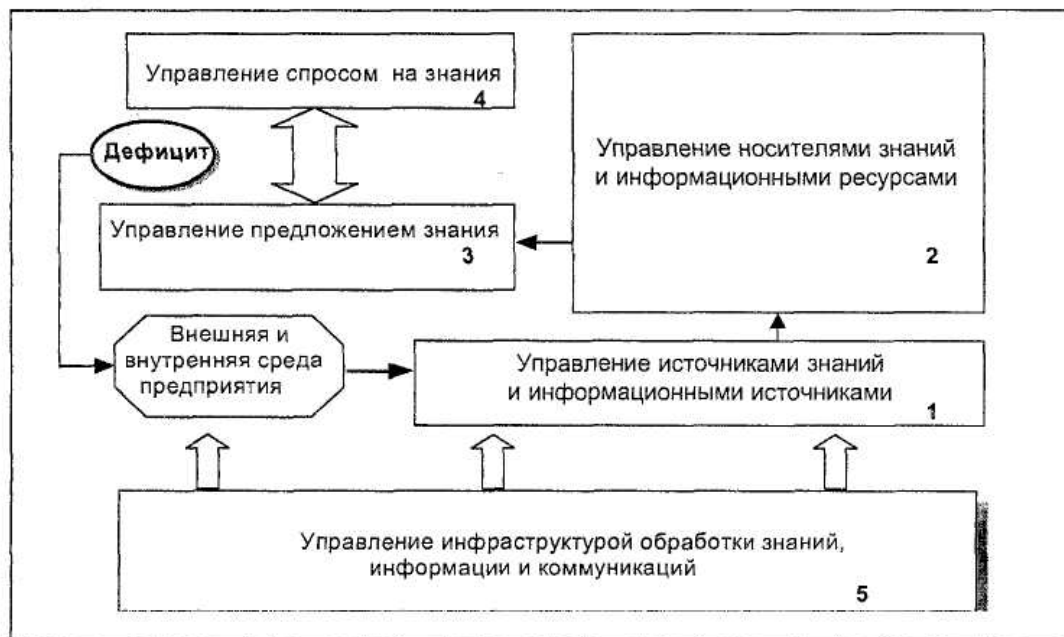 Управление спросом на знания
4
Дефицит
Управление носителями знаний
и информационными ресурсами
2
Управление предложением знания
3
Внешняя и
внутренняя среда
предприятия
Управление источниками знаний
и информационными источниками
1
Управление инфраструктурой обработки знаний,
информации и коммуникаций
5